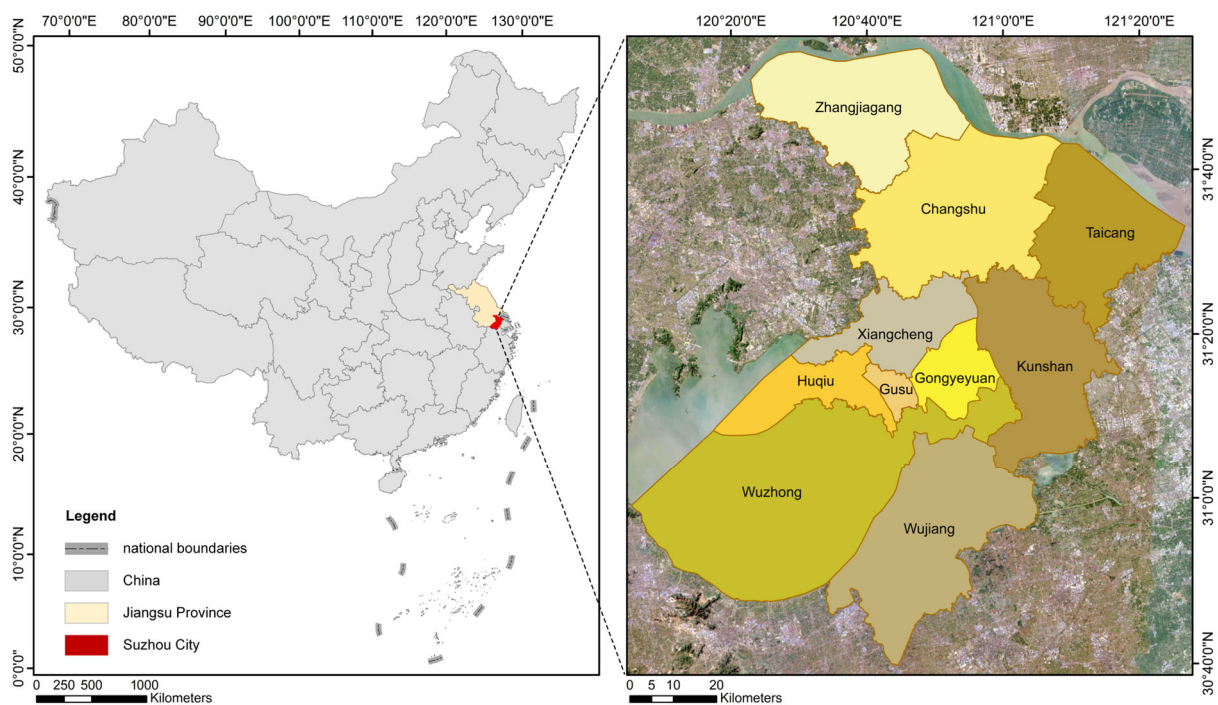 70°0'0"E 80°0'0"E 90°0'0"E 100°0'0"E 110°0'0"E 120°0'0"E 130°0'0"E
50°0'0"N
40°0'0"N
30°0'0"N
20°0'0"N
10°0'0"N
0°0'0"
Legend
national boundaries
China
Jiangsu Province
Suzhou City
0 250 500 1000
Kilometers
120°20'0"E 120°40'0"E 121°0'0"E 121°20'0"E
Zhangjiagang
Changshu
Taicang
Xiangcheng
Kunshan
Huqiu
Gusu
Gongyeyuan
Wuzhong
Wujiang
31°40'0"N
31°20'0"N
31°0'0"N
30°40'0"N
0 5 10 20
Kilometers